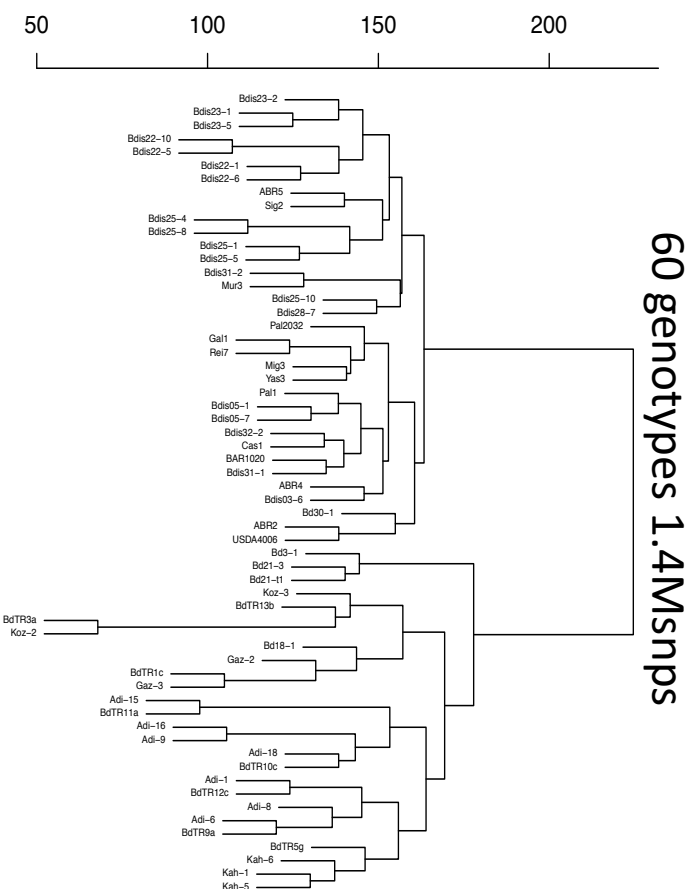 50 100 150 200
60 genotypes 1.4Msnps
Bdis23−2
Bdis23−1
Bdis23−5
Bdis22−10
Bdis22−5
Bdis22−1
Bdis22−6
ABR5
Sig2
Bdis25−4
Bdis25−8
Bdis25−1
Bdis25−5
Bdis31−2
Mur3
Bdis25−10
Bdis28−7
Pal2032
Gal1
Rei7
Mig3
Yas3
Pal1
Bdis05−1
Bdis05−7
Bdis32−2
Cas1
BAR1020
Bdis31−1
ABR4
Bdis03−6
Bd30−1
ABR2
USDA4006
Bd3−1
Bd21−3
Bd21−t1
Koz−3
BdTR13b
BdTR3a
Koz−2
Bd18−1
Gaz−2
BdTR1c
Gaz−3
Adi−15
BdTR11a
Adi−16
Adi−9
Adi−18
BdTR10c
Adi−1
BdTR12c
Adi−8
Adi−6
BdTR9a
BdTR5g
Kah−6
Kah−1
Kah−5